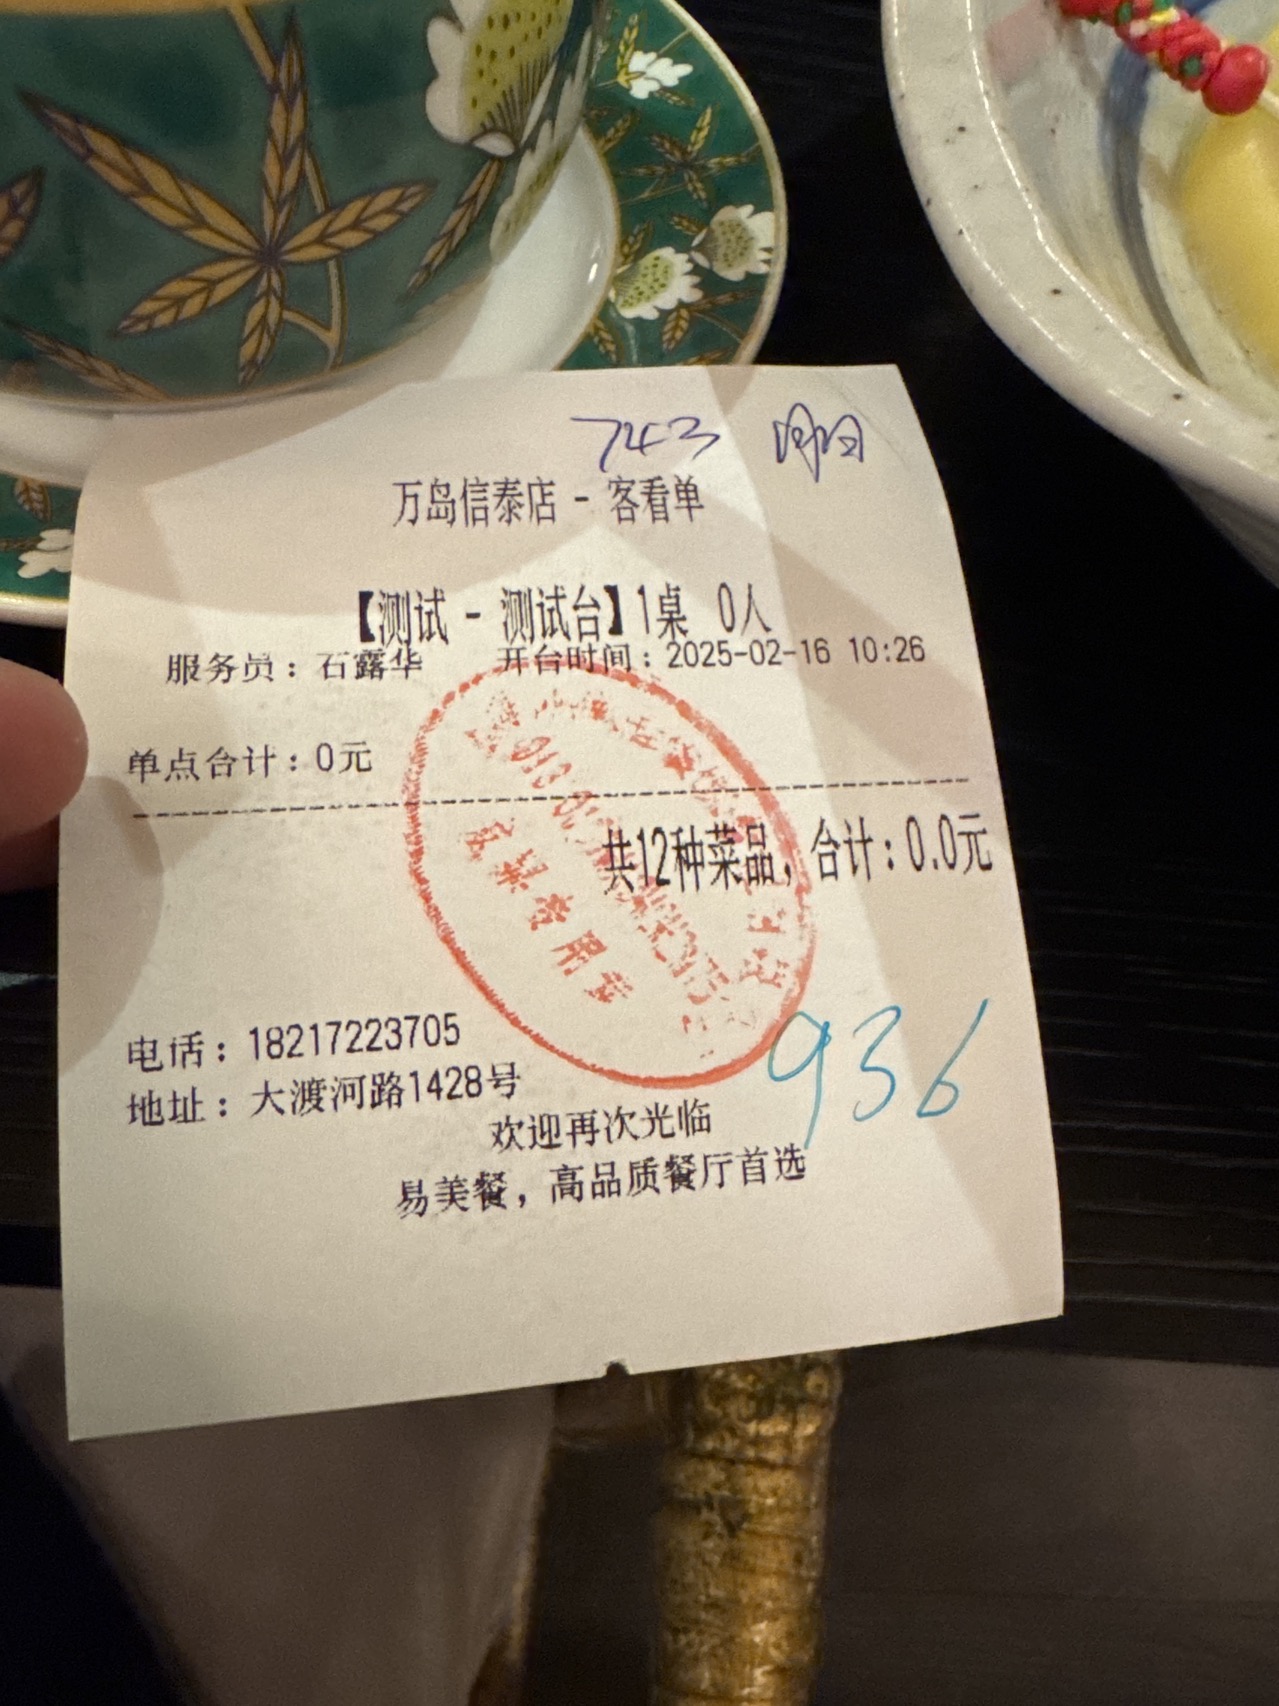 743
万岛信泰店 - 客看单
【测试 - 测试台】1桌 0人
服务员：石露华 开台时间：2025-02-16 10:26
单点合计：0元
共12种菜品，合计：0.0元
电话：18217223705
地址：大渡河路1428号
936
欢迎再次光临
易美餐，高品质餐厅首选